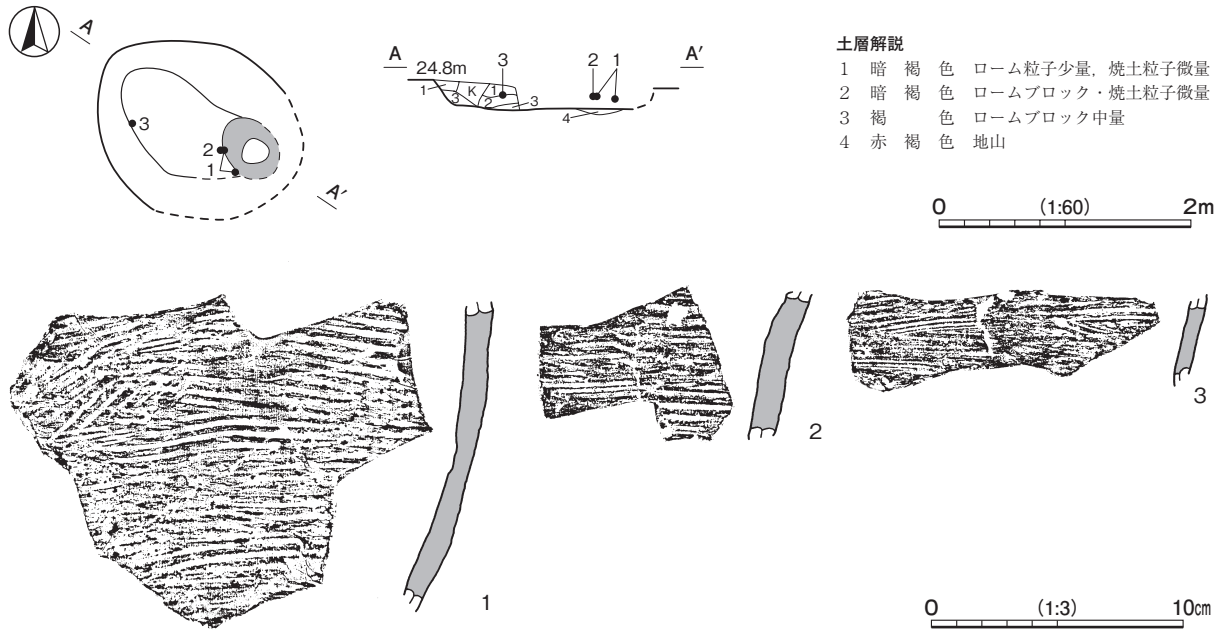 A
A′
3
2
1
A
A′
24.8m
3
2
1
1
3
K
1
2
3
4
土層解説
1 暗褐色 ローム粒子少量，焼土粒子微量
2 暗褐色 ロームブロック・焼土粒子微量
3 褐色 ロームブロック中量
4 赤褐色 地山
0 (1:60) 2m
1
2
3
0 (1:3) 10㎝